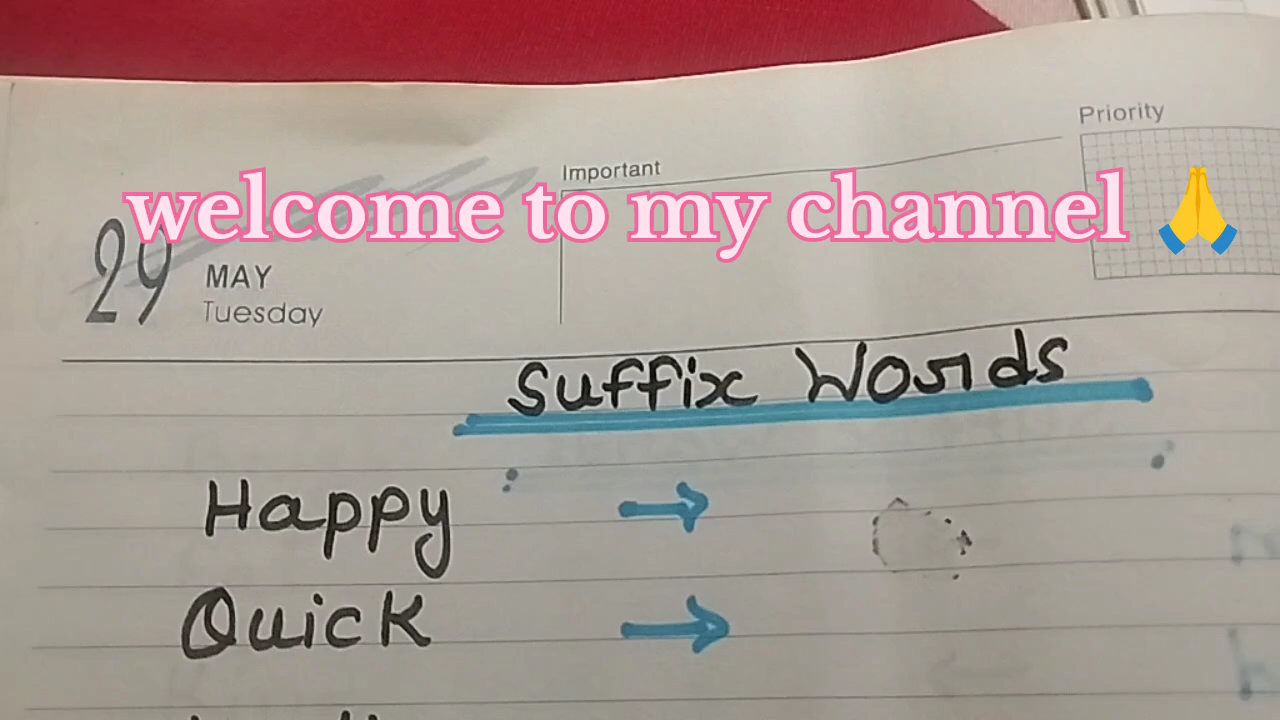 Priority
Important
welcome to my channel 🙏
29
MAY
Tuesday
Suffix Words
Happy →
Quick →